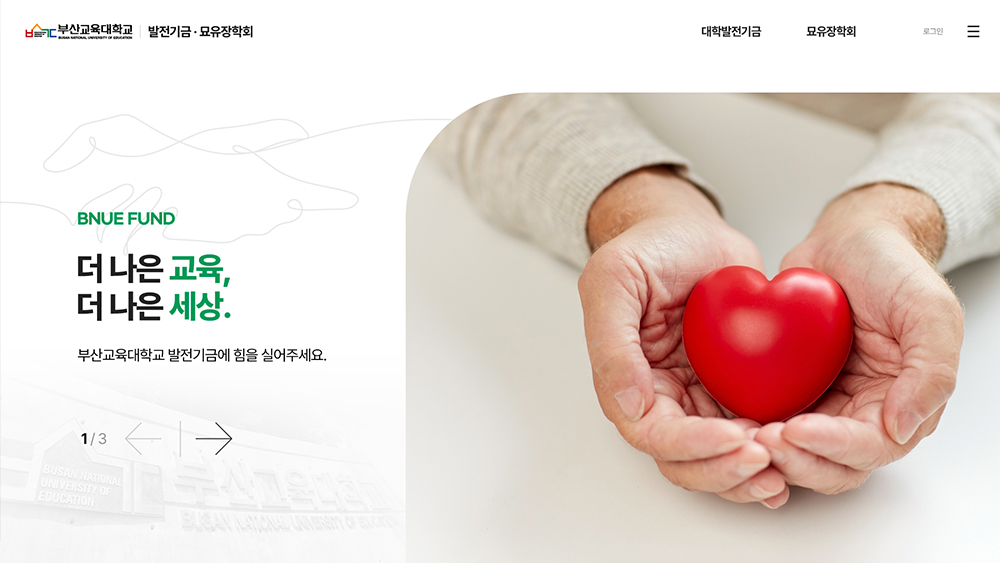 부산교육대학교
BUSAN NATIONAL UNIVERSITY OF EDUCATION
발전기금 · 묘유장학회
대학발전기금
묘유장학회
로그인
BNUE FUND
더 나은 교육,
더 나은 세상.
부산교육대학교 발전기금에 힘을 실어주세요.
1 / 3
BUSAN NATIONAL
UNIVERSITY OF
EDUCATION
부산교육대학교
BUSAN NATIONAL UNIVERSITY OF EDUCATION